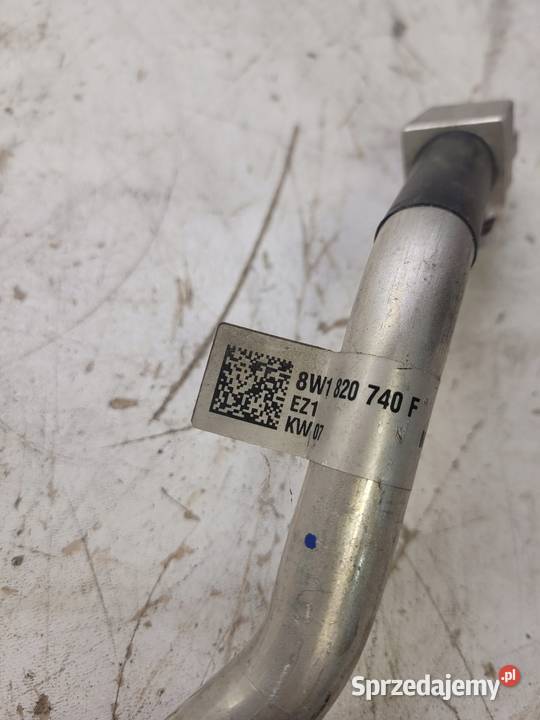 8W1 820 740 F
EZ1
KW 07
Sprzedajemy.pl